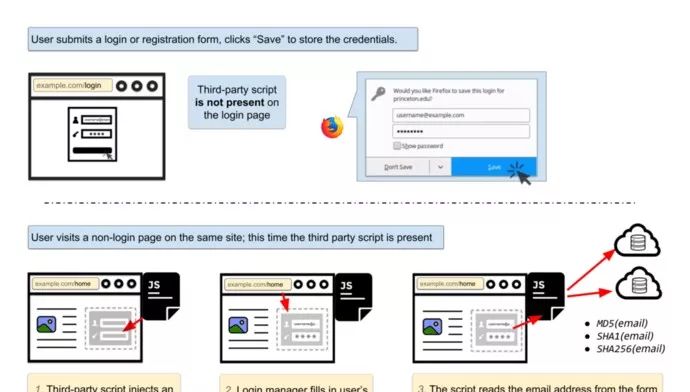 User submits a login or registration form, clicks “Save” to store the credentials.
example.com/login
Third-party script
is not present on
the login page
Would you like Firefox to save this login for
princeton.edu?
username@example.com
Show password
Don't Save
Save
User visits a non-login page on the same site; this time the third party script is present
example.com/home
JS
example.com/home
example.com/home
JS
MD5(email)
SHA1(email)
SHA256(email)
1. Third-party script injects an
2. Login manager fills in user's
3. The script reads the email address from the form